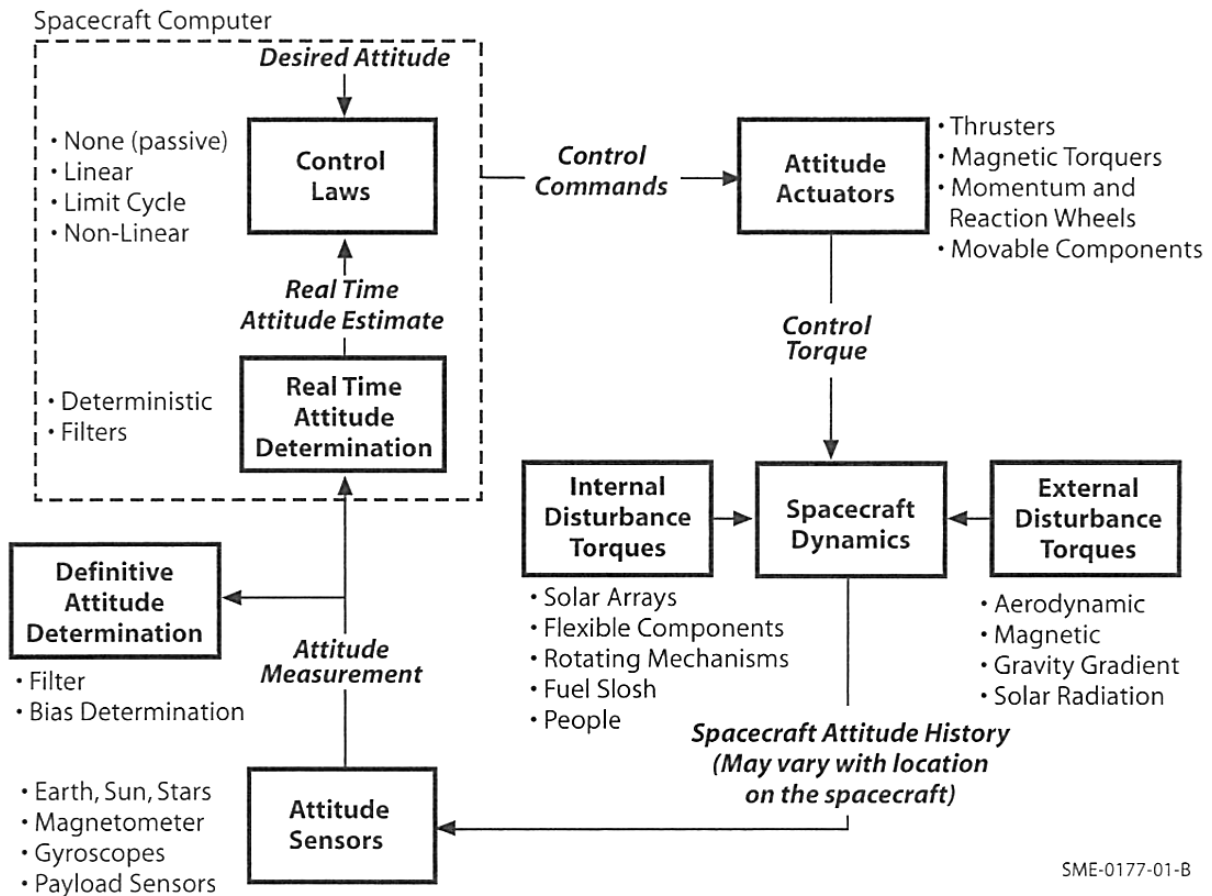 Spacecraft Computer
Desired Attitude
• None (passive)
• Linear
• Limit Cycle
• Non-Linear
Control
Laws
Control
Commands
Attitude
Actuators
• Thrusters
• Magnetic Torquers
• Momentum and
Reaction Wheels
• Movable Components
Real Time
Attitude Estimate
Control
Torque
• Deterministic
• Filters
Real Time
Attitude
Determination
Internal
Disturbance
Torques
Spacecraft
Dynamics
External
Disturbance
Torques
Definitive
Attitude
Determination
• Solar Arrays
• Flexible Components
• Rotating Mechanisms
• Fuel Slosh
• People
• Aerodynamic
• Magnetic
• Gravity Gradient
• Solar Radiation
Attitude
Measurement
• Filter
• Bias Determination
Spacecraft Attitude History
(May vary with location
on the spacecraft)
• Earth, Sun, Stars
• Magnetometer
• Gyroscopes
• Payload Sensors
Attitude
Sensors
SME-0177-01-B